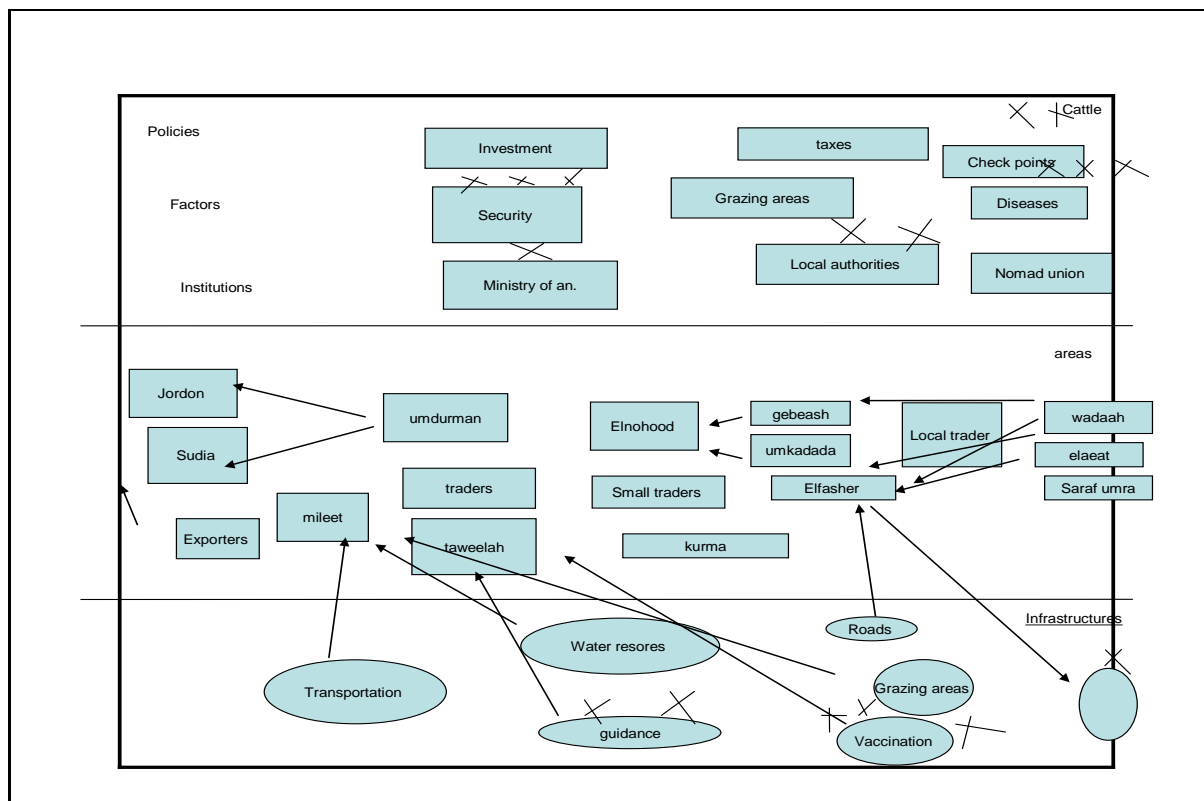 Cattle
Policies
Investment
taxes
Check points
Factors
Security
Grazing areas
Diseases
Institutions
Ministry of an.
Local authorities
Nomad union
areas
Jordon
umdurman
Elnohood
gebeash
Local trader
wadaah
Sudia
umkadada
elaeat
traders
Small traders
Elfasher
Saraf umra
mileet
Exporters
taweelah
kurma
Infrastructures
Roads
Water resores
Transportation
Grazing areas
guidance
Vaccination